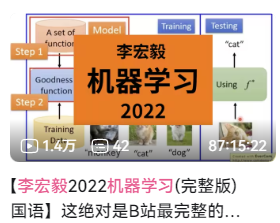 A set of
function
Model
Training
Testing
Step 1
"cat"
李宏毅
机器学习
2022
Goodness
function
Using f*
Step 2
Training
1.4万
42
87:15:22
"monkey"
"cat"
"dog"
【李宏毅2022机器学习(完整版)
国语】这绝对是B站最完整的...